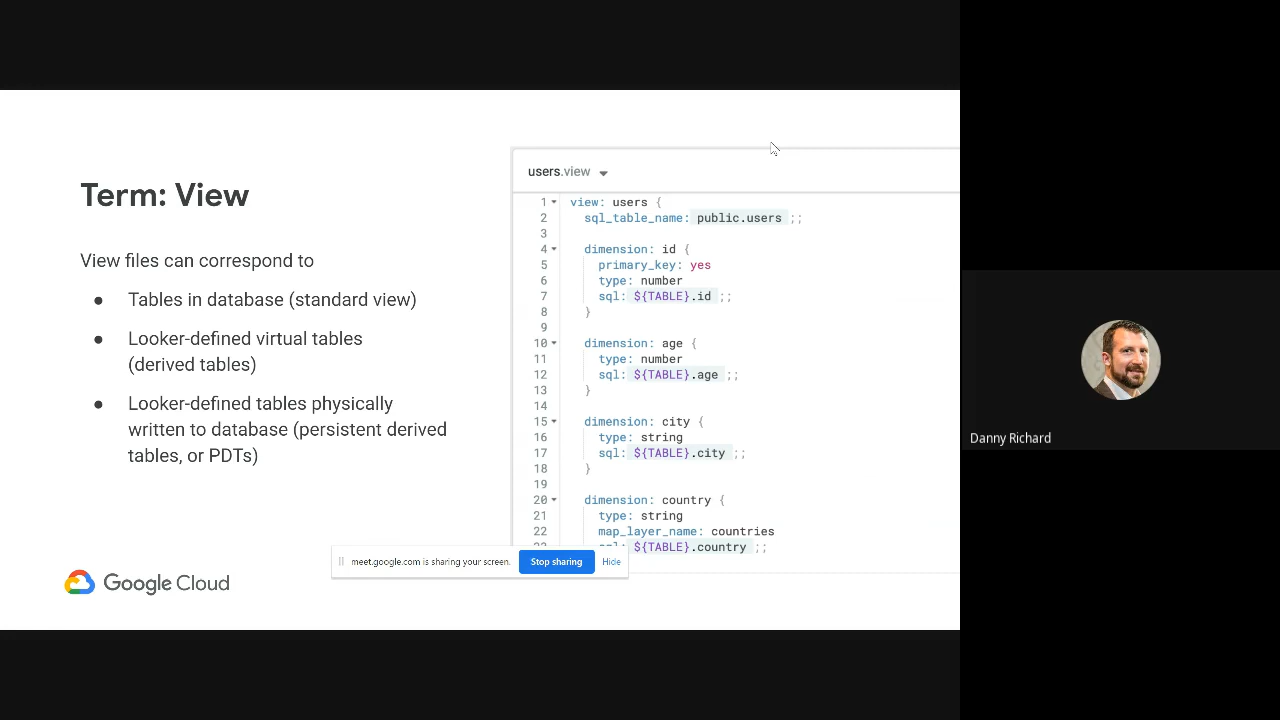 Term: View
View files can correspond to
● Tables in database (standard view)
● Looker-defined virtual tables
(derived tables)
● Looker-defined tables physically
written to database (persistent derived
tables, or PDTs)
Google Cloud
users.view
1 view: users {
2 sql_table_name: public.users ;;
3
4 dimension: id {
5 primary_key: yes
6 type: number
7 sql: ${TABLE}.id ;;
8 }
9
10 dimension: age {
11 type: number
12 sql: ${TABLE}.age ;;
13 }
14
15 dimension: city {
16 type: string
17 sql: ${TABLE}.city ;;
18 }
19
20 dimension: country {
21 type: string
22 map_layer_name: countries
23 sql: ${TABLE}.country ;;
meet.google.com is sharing your screen. Stop sharing Hide
Danny Richard